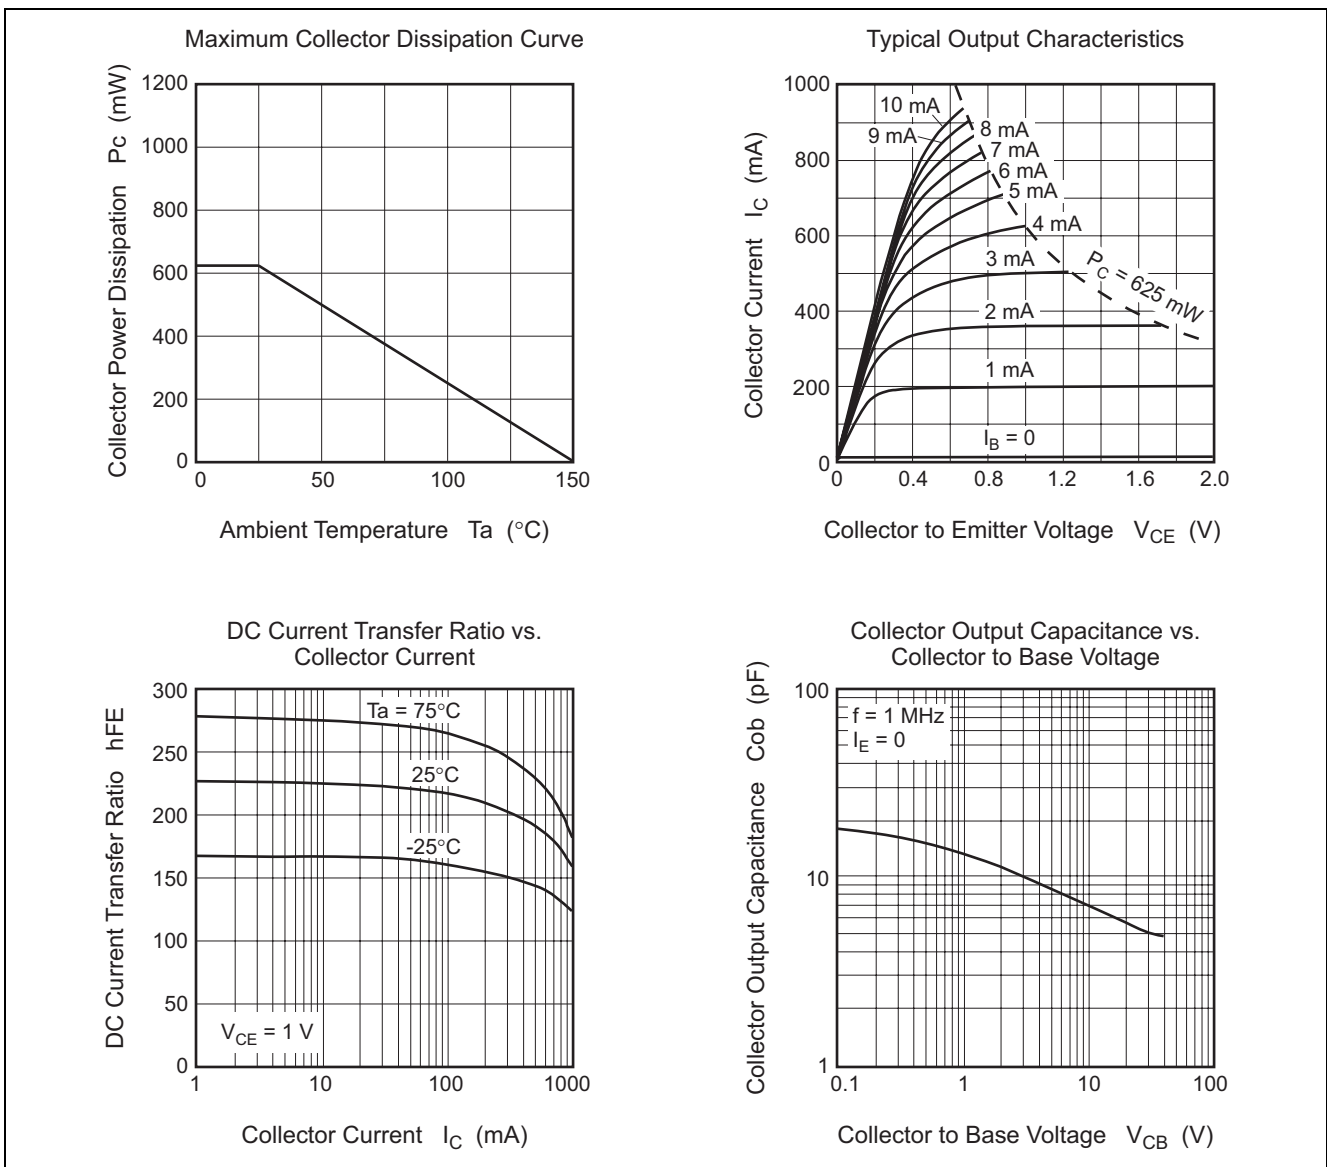 Maximum Collector Dissipation Curve
Collector Power Dissipation Pc (mW)
1200
1000
800
600
400
200
0
0 50 100 150
Ambient Temperature Ta (°C)
Typical Output Characteristics
Collector Current IC (mA)
1000
800
600
400
200
0
10 mA
9 mA
8 mA
7 mA
6 mA
5 mA
4 mA
3 mA
PC = 625 mW
2 mA
1 mA
IB = 0
0 0.4 0.8 1.2 1.6 2.0
Collector to Emitter Voltage VCE (V)
DC Current Transfer Ratio vs.
Collector Current
DC Current Transfer Ratio hFE
300
250
200
150
100
50
0
Ta = 75°C
25°C
-25°C
VCE = 1 V
1 10 100 1000
Collector Current IC (mA)
Collector Output Capacitance vs.
Collector to Base Voltage
Collector Output Capacitance Cob (pF)
100
10
1
f = 1 MHz
IE = 0
0.1 1 10 100
Collector to Base Voltage VCB (V)